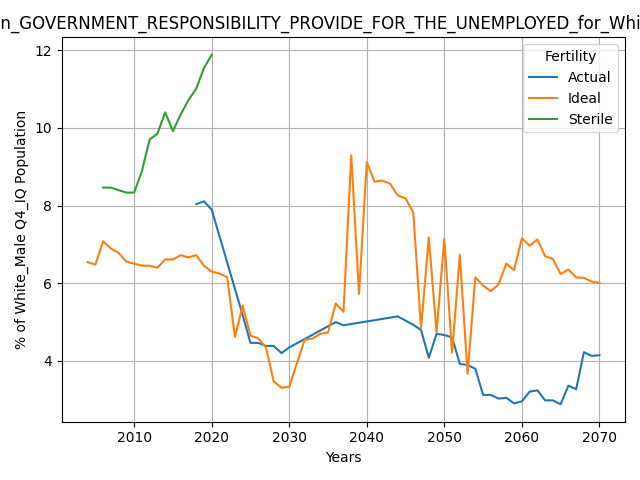 n_GOVERNMENT_RESPONSIBILITY_PROVIDE_FOR_THE_UNEMPLOYED_for_Whi
Fertility
Actual
Ideal
Sterile
% of White_Male Q4_IQ Population
12
10
8
6
4
2010 2020 2030 2040 2050 2060 2070
Years